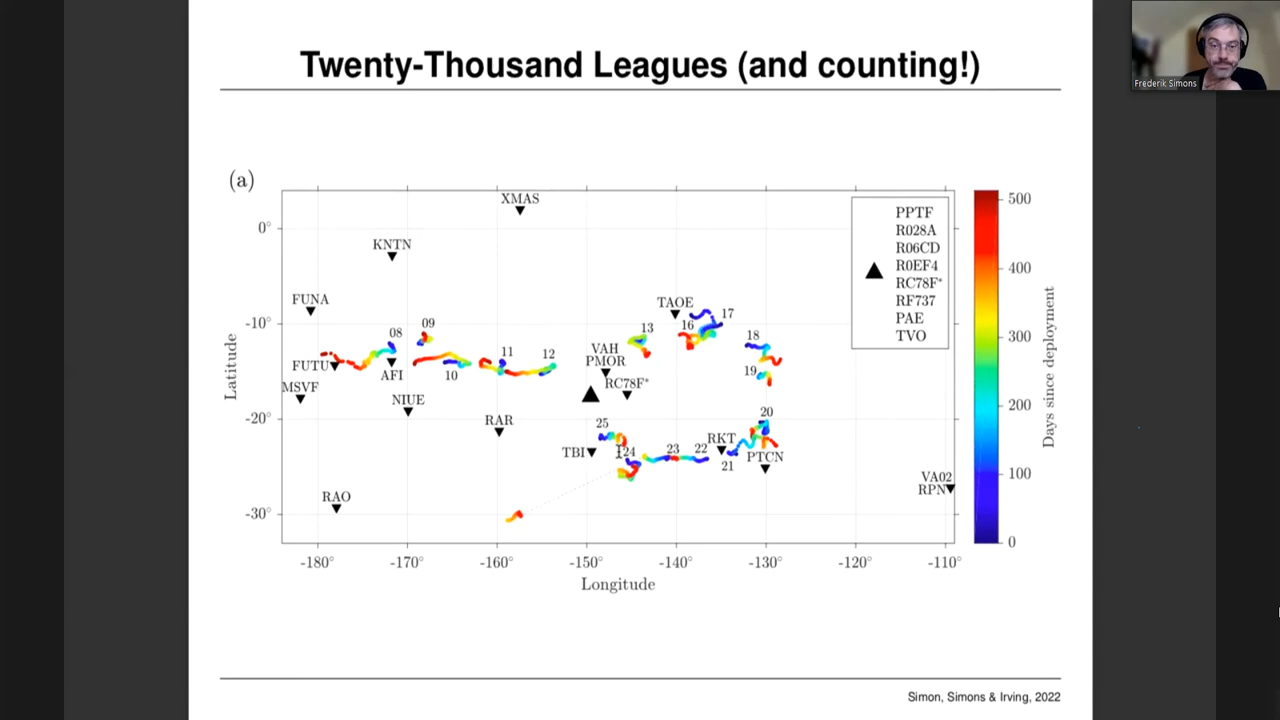 Twenty-Thousand Leagues (and counting!)
Frederik Simons
(a)
XMAS
KNTN
FUNA
FUTU
MSVF
08
09
AFI
10
11
12
NIUE
RAR
RAO
TAOE
13
16
17
VAH
PMOR
RC78F*
18
19
20
25
TBI
24
23
22
RKT
21
PTCN
VA02
RPN
PPTF
R028A
R06CD
R0EF4
RC78F*
RF737
PAE
TVO
0°
-10°
-20°
-30°
Latitude
-180°
-170°
-160°
-150°
-140°
-130°
-120°
-110°
Longitude
500
400
300
200
100
0
Days since deployment
Simon, Simons & Irving, 2022